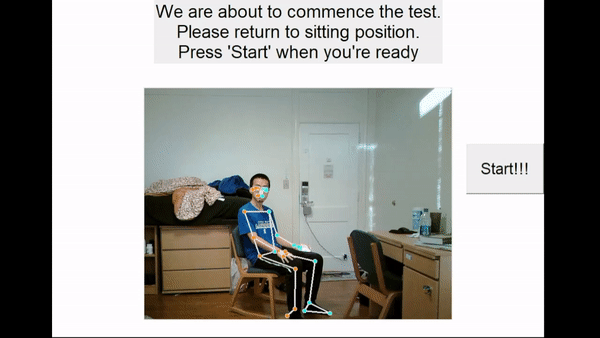 We are about to commence the test.
Please return to sitting position.
Press 'Start' when you're ready
Start!!!